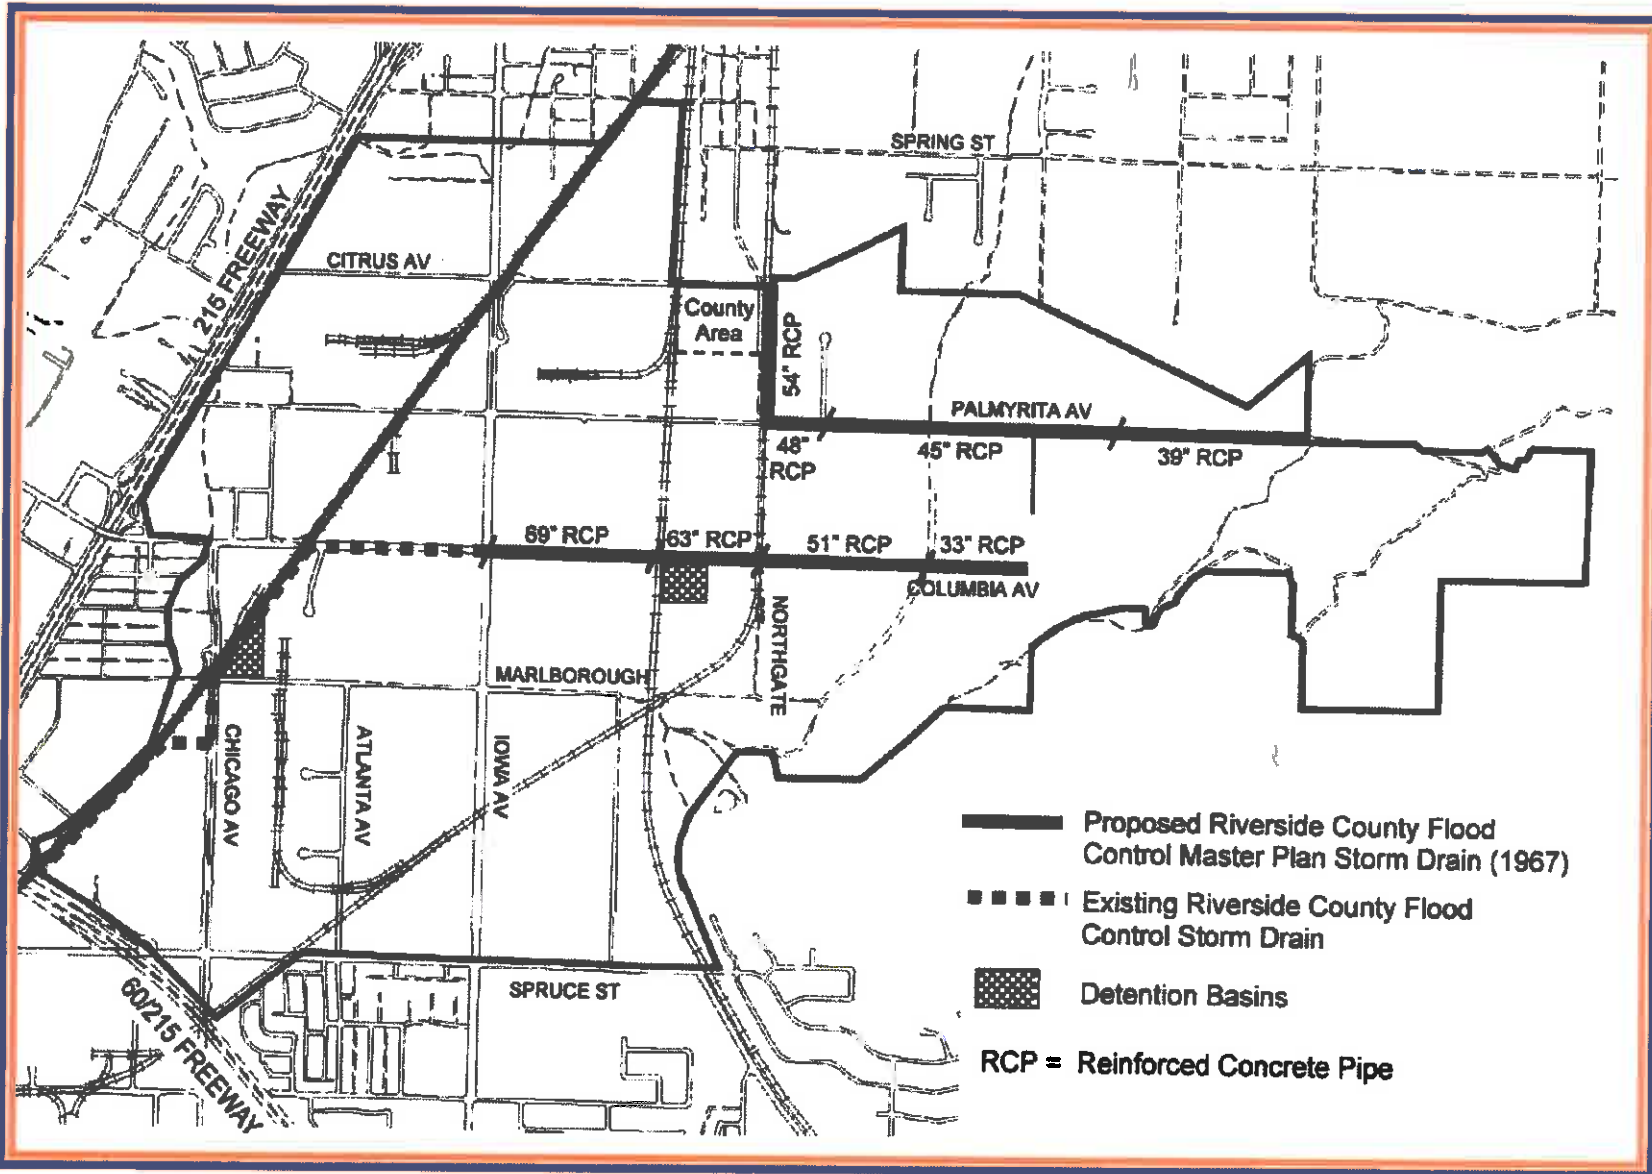 SPRING ST
215 FREEWAY
CITRUS AV
County
Area
54" RCP
PALMYRITA AV
48"
RCP
45" RCP
39" RCP
69" RCP
63" RCP
51" RCP
33" RCP
COLUMBIA AV
NORTHGATE
MARLBOROUGH
CHICAGO AV
ATLANTA AV
IOWA AV
Proposed Riverside County Flood
Control Master Plan Storm Drain (1967)
Existing Riverside County Flood
Control Storm Drain
Detention Basins
SPRUCE ST
60/215 FREEWAY
RCP = Reinforced Concrete Pipe